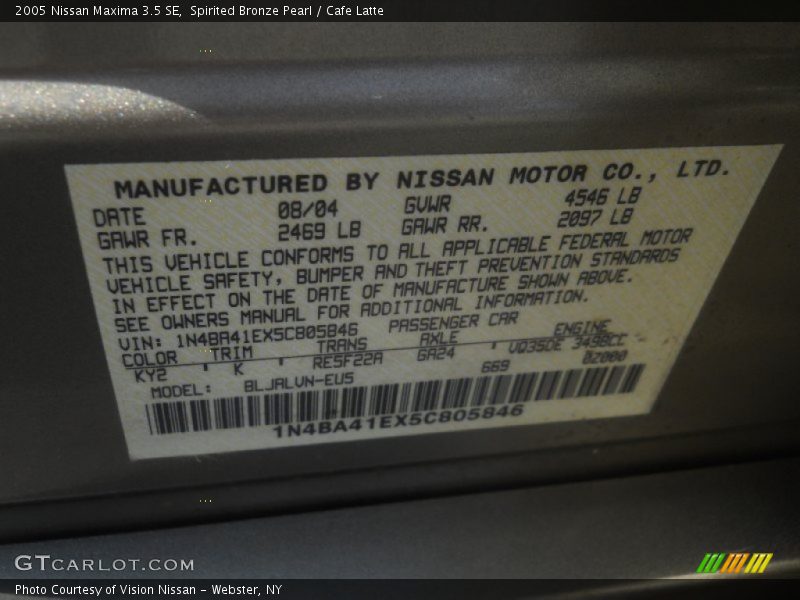 2005 Nissan Maxima 3.5 SE, Spirited Bronze Pearl / Cafe Latte
MANUFACTURED BY NISSAN MOTOR CO., LTD.
DATE 08/04 GVWR 4546 LB
GAWR FR. 2469 LB GAWR RR. 2097 LB
THIS VEHICLE CONFORMS TO ALL APPLICABLE FEDERAL MOTOR
VEHICLE SAFETY, BUMPER AND THEFT PREVENTION STANDARDS
IN EFFECT ON THE DATE OF MANUFACTURE SHOWN ABOVE.
SEE OWNERS MANUAL FOR ADDITIONAL INFORMATION.
VIN: 1N4BA41EX5C805846 PASSENGER CAR
COLOR TRIM TRANS AXLE ENGINE
KY2 K RE5F22A GA24 VQ35DE 3498CC
MODEL: BLJALVN-EU5 669 02000
1N4BA41EX5C805846
GTCARLOT.COM
Photo Courtesy of Vision Nissan - Webster, NY